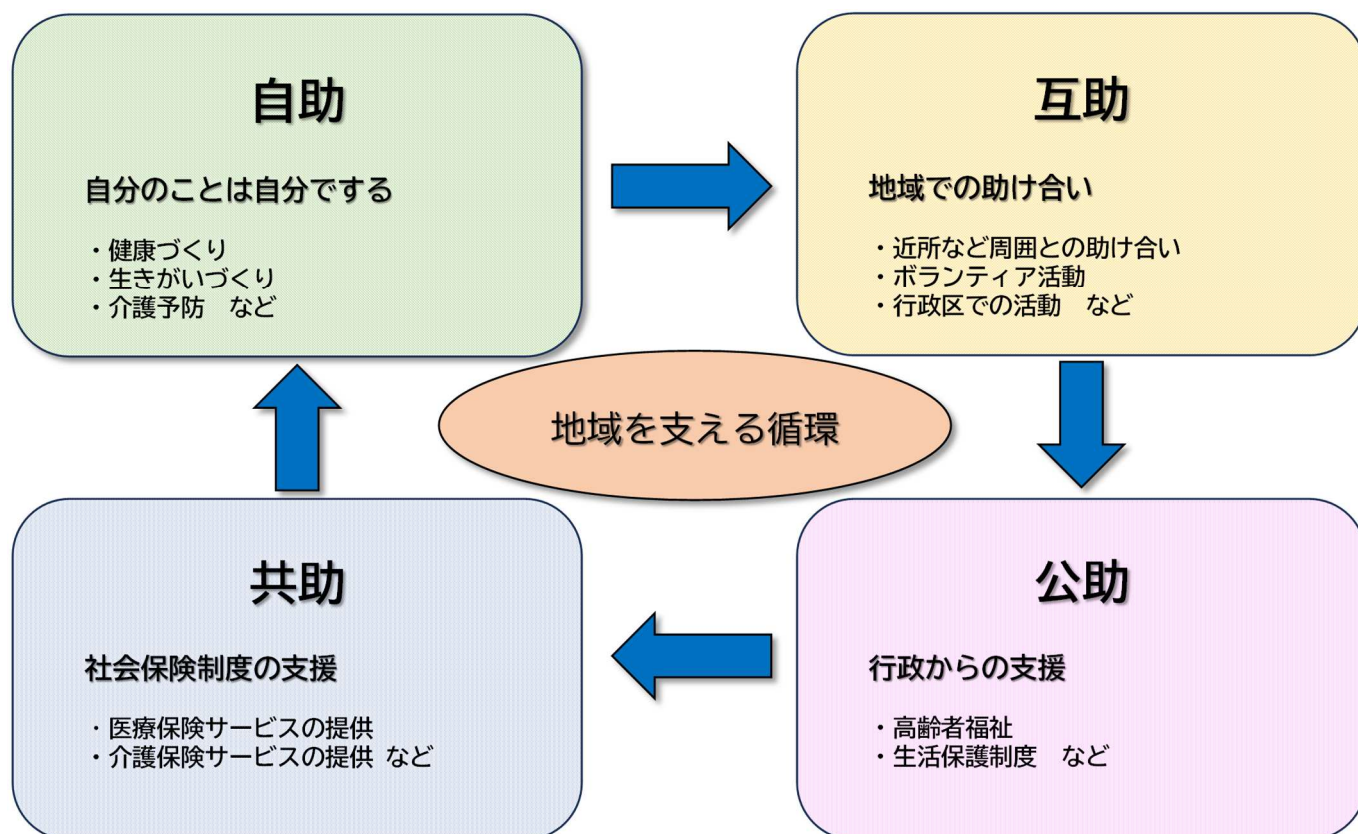 自助
自分のことは自分でする
・健康づくり
・生きがいづくり
・介護予防　など
互助
地域での助け合い
・近所など周囲との助け合い
・ボランティア活動
・行政区での活動　など
地域を支える循環
共助
社会保険制度の支援
・医療保険サービスの提供
・介護保険サービスの提供 など
公助
行政からの支援
・高齢者福祉
・生活保護制度　など